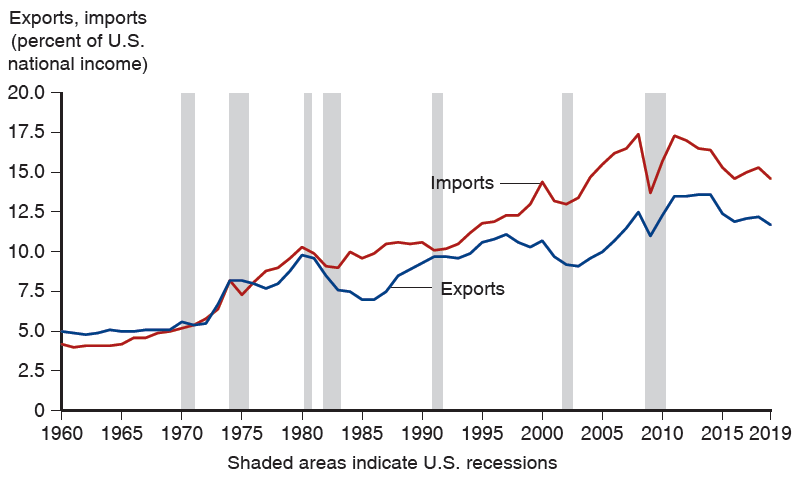 Exports, imports
(percent of U.S.
national income)
20.0
17.5
15.0
12.5
10.0
7.5
5.0
2.5
0
Imports
Exports
1960 1965 1970 1975 1980 1985 1990 1995 2000 2005 2010 2015 2019
Shaded areas indicate U.S. recessions